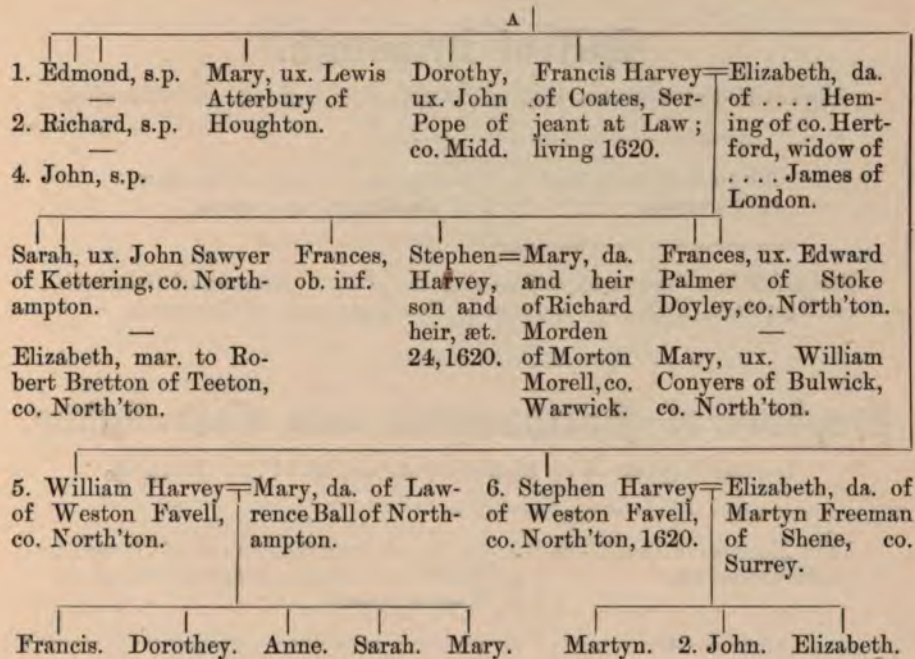 A
1. Edmond, s.p.
—
2. Richard, s.p.
—
4. John, s.p.
Mary, ux. Lewis
Atterbury of
Houghton.
Dorothy,
ux. John
Pope of
co. Midd.
Francis Harvey
of Coates, Ser-
jeant at Law;
living 1620.
Elizabeth, da.
of .... Hem-
ing of co. Hert-
ford, widow of
.... James of
London.
Sarah, ux. John Sawyer
of Kettering, co. North-
ampton.
—
Elizabeth, mar. to Ro-
bert Bretton of Teeton,
co. North'ton.
Frances,
ob. inf.
Stephen=
Harvey,
son and
heir, æt.
24, 1620.
Mary, da.
and heir
of Richard
Morden
of Morton
Morell, co.
Warwick.
Frances, ux. Edward
Palmer of Stoke
Doyley, co. North'ton.
—
Mary, ux. William
Conyers of Bulwick,
co. North'ton.
5. William Harvey
of Weston Favell,
co. North'ton.
Mary, da. of Law-
rence Ball of North-
ampton.
6. Stephen Harvey
of Weston Favell,
co. North'ton, 1620.
Elizabeth, da. of
Martyn Freeman
of Shene, co.
Surrey.
Francis. Dorothey. Anne. Sarah. Mary. Martyn. 2. John. Elizabeth.